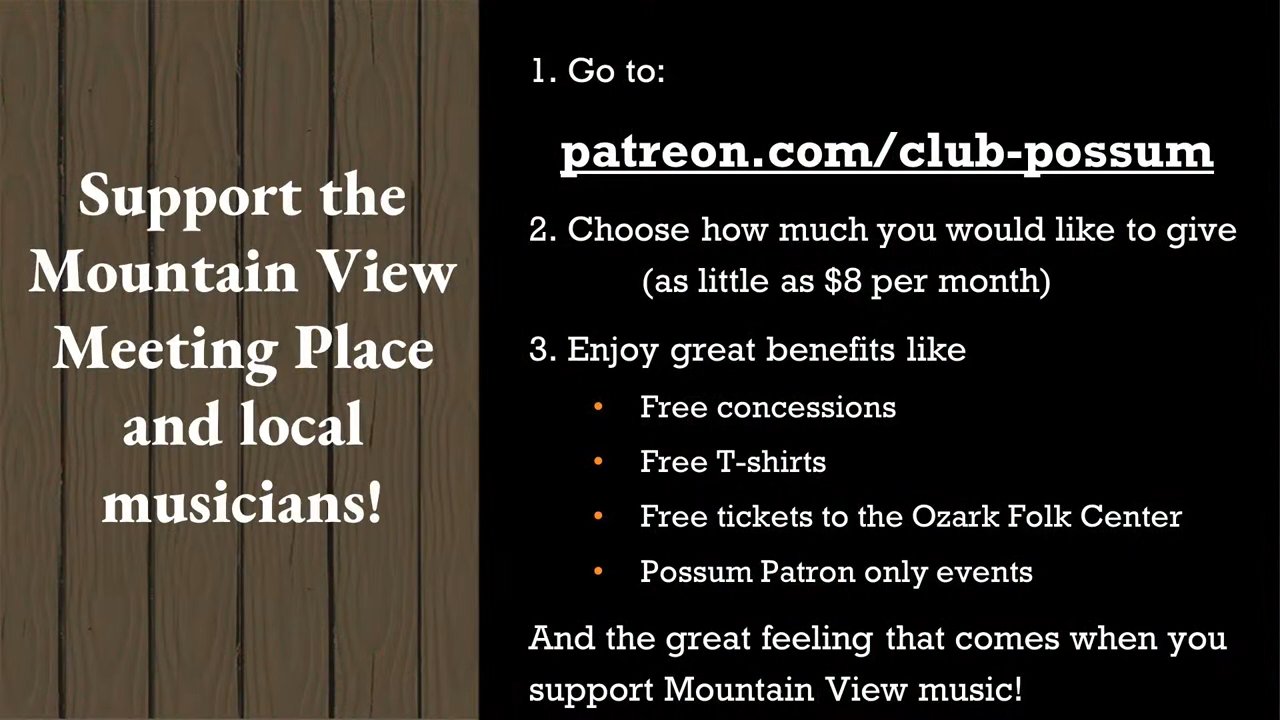 Support the
Mountain View
Meeting Place
and local
musicians!
1. Go to:
patreon.com/club-possum
2. Choose how much you would like to give
(as little as $8 per month)
3. Enjoy great benefits like
• Free concessions
• Free T-shirts
• Free tickets to the Ozark Folk Center
• Possum Patron only events
And the great feeling that comes when you
support Mountain View music!